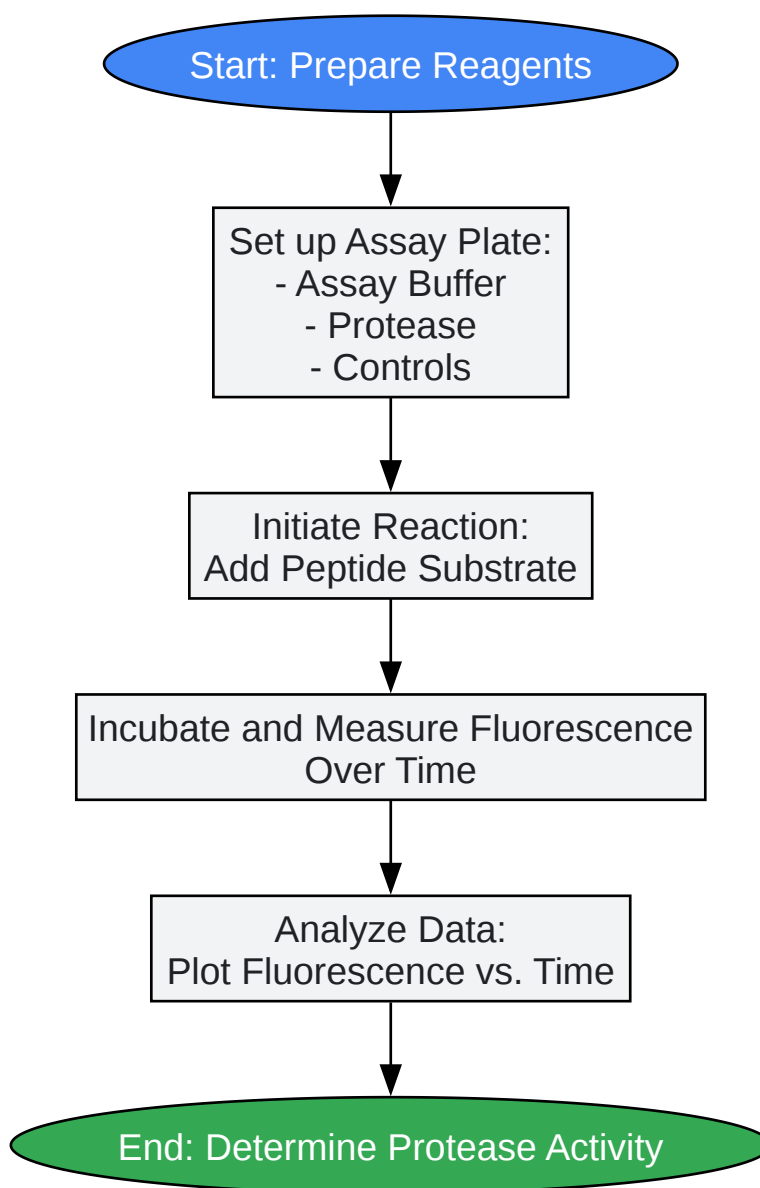 Start: Prepare Reagents
Set up Assay Plate:
- Assay Buffer
- Protease
- Controls
Initiate Reaction:
Add Peptide Substrate
Incubate and Measure Fluorescence
Over Time
Analyze Data:
Plot Fluorescence vs. Time
End: Determine Protease Activity